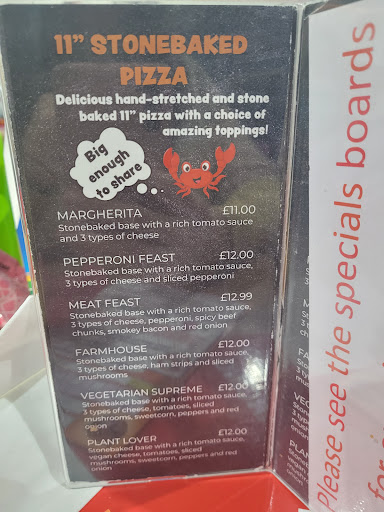 11” STONEBAKED
PIZZA
Delicious hand-stretched and stone
baked 11” pizza with a choice of
amazing toppings!
Big
enough
to share
MARGHERITA £11.00
Stonebaked base with a rich tomato sauce
and 3 types of cheese
PEPPERONI FEAST £12.00
Stonebaked base with a rich tomato sauce,
3 types of cheese and sliced pepperoni
MEAT FEAST £12.99
Stonebaked base with a rich tomato sauce,
3 types of cheese, pepperoni, spicy beef
chunks, smokey bacon and red onion
FARMHOUSE £12.00
Stonebaked base with a rich tomato sauce,
3 types of cheese, ham strips and sliced
mushrooms
VEGETARIAN SUPREME £12.00
Stonebaked base with a rich tomato sauce,
3 types of cheese, tomatoes, sliced
mushrooms, sweetcorn, peppers and red
onion
PLANT LOVER £12.00
Stonebaked base with a rich tomato sauce,
vegan cheese, tomatoes, sliced
mushrooms, sweetcorn, peppers and red
onion
Please see the specials boards